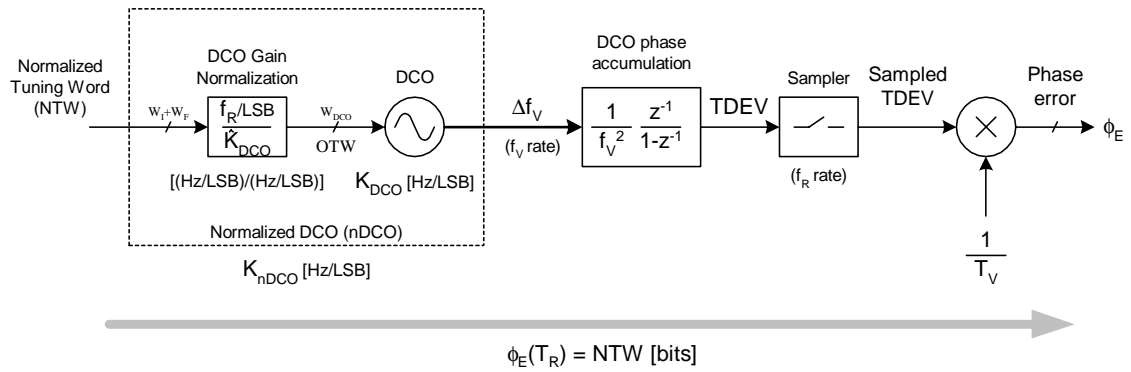 Normalized
Tuning Word
(NTW)
DCO Gain
Normalization
DCO
DCO phase
accumulation
Sampler
Sampled
TDEV
Phase
error
W_I+W_F
f_R/LSB
K̂_DCO
W_DCO
OTW
Δf_V
(f_V rate)
1
f_V^2
z^-1
1-z^-1
TDEV
ϕ_E
[(Hz/LSB)/(Hz/LSB)]
K_DCO [Hz/LSB]
(f_R rate)
Normalized DCO (nDCO)
K_nDCO [Hz/LSB]
1
T_V
ϕ_E(T_R) = NTW [bits]